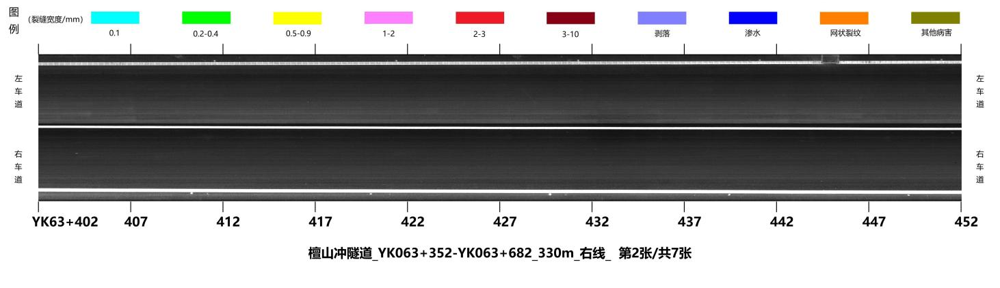 图例
(裂缝宽度/mm)
0.1 0.2-0.4 0.5-0.9 1-2 2-3 3-10 剥落 渗水 网状裂纹 其他病害
左车道 左车道
右车道 右车道
YK63+402 407 412 417 422 427 432 437 442 447 452
檀山冲隧道_YK063+352-YK063+682_330m_右线_ 第2张/共7张